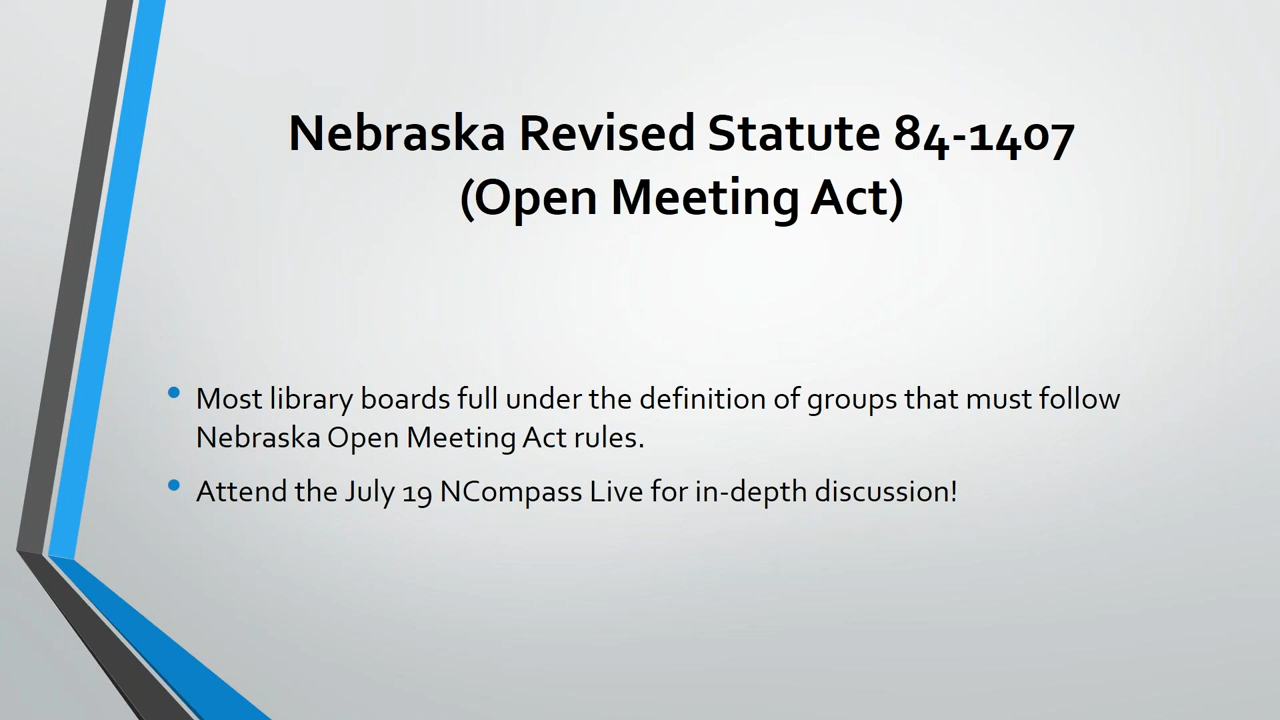 Nebraska Revised Statute 84-1407
(Open Meeting Act)
• Most library boards full under the definition of groups that must follow
Nebraska Open Meeting Act rules.
• Attend the July 19 NCompass Live for in-depth discussion!